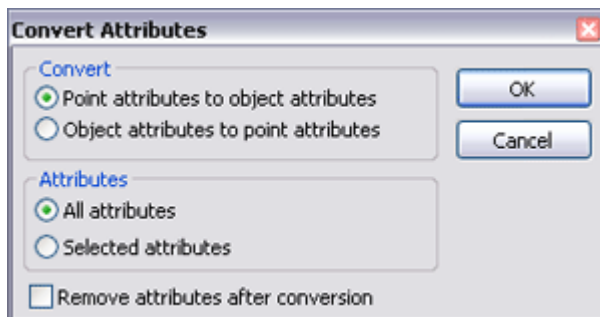 Convert Attributes
Convert
Point attributes to object attributes
Object attributes to point attributes
OK
Cancel
Attributes
All attributes
Selected attributes
Remove attributes after conversion